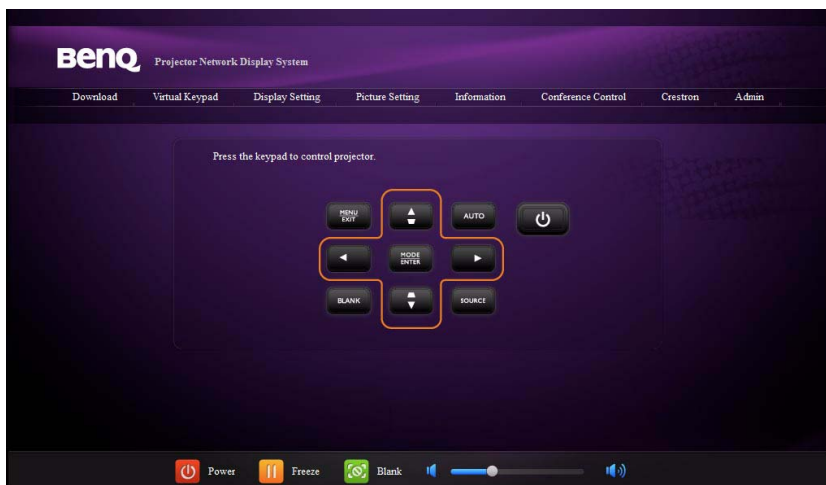 BenQ Projector Network Display System
Download Virtual Keypad Display Setting Picture Setting Information Conference Control Crestron Admin
Press the keypad to control projector.
MENU
EXIT
AUTO
MODE
ENTER
BLANK
SOURCE
Power Freeze Blank